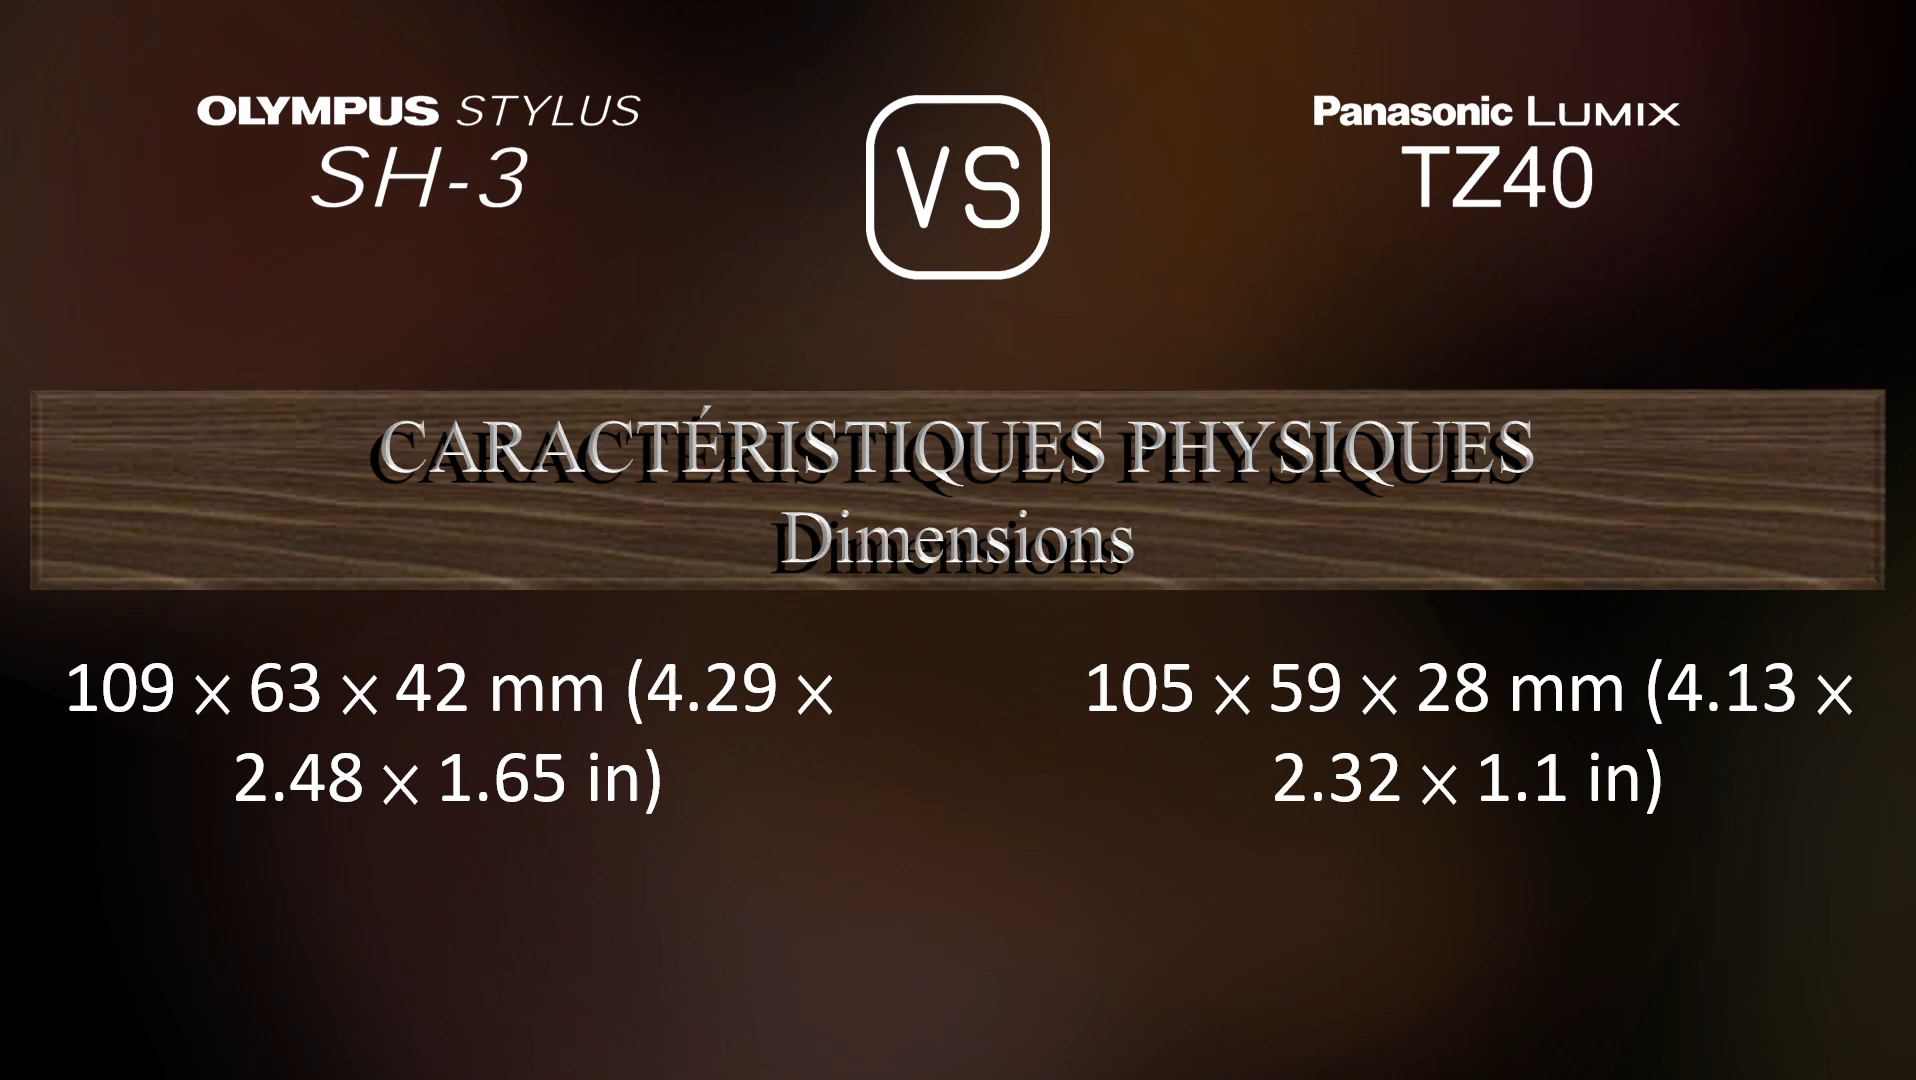 OLYMPUS STYLUS
SH-3
VS
Panasonic LUMIX
TZ40
CARACTÉRISTIQUES PHYSIQUES
Dimensions
109 x 63 x 42 mm (4.29 x
2.48 x 1.65 in)
105 x 59 x 28 mm (4.13 x
2.32 x 1.1 in)